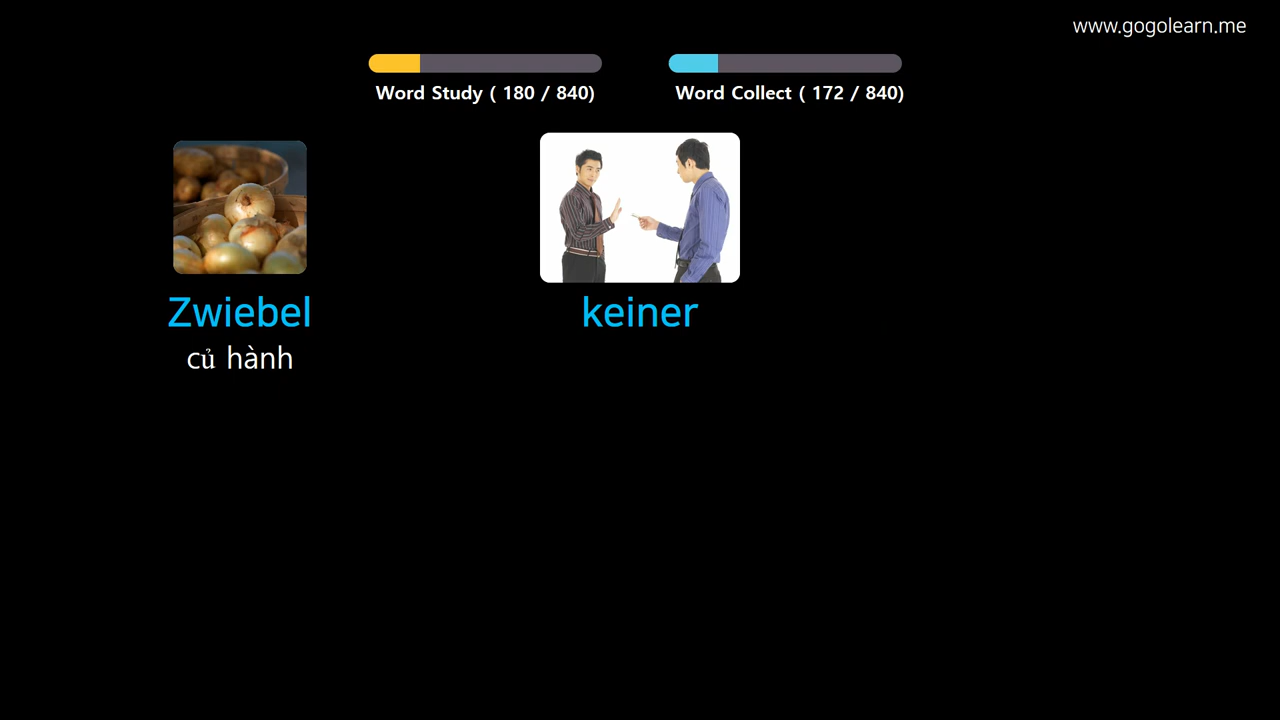 www.gogolearn.me
Word Study ( 180 / 840)
Word Collect ( 172 / 840)
Zwiebel
củ hành
keiner